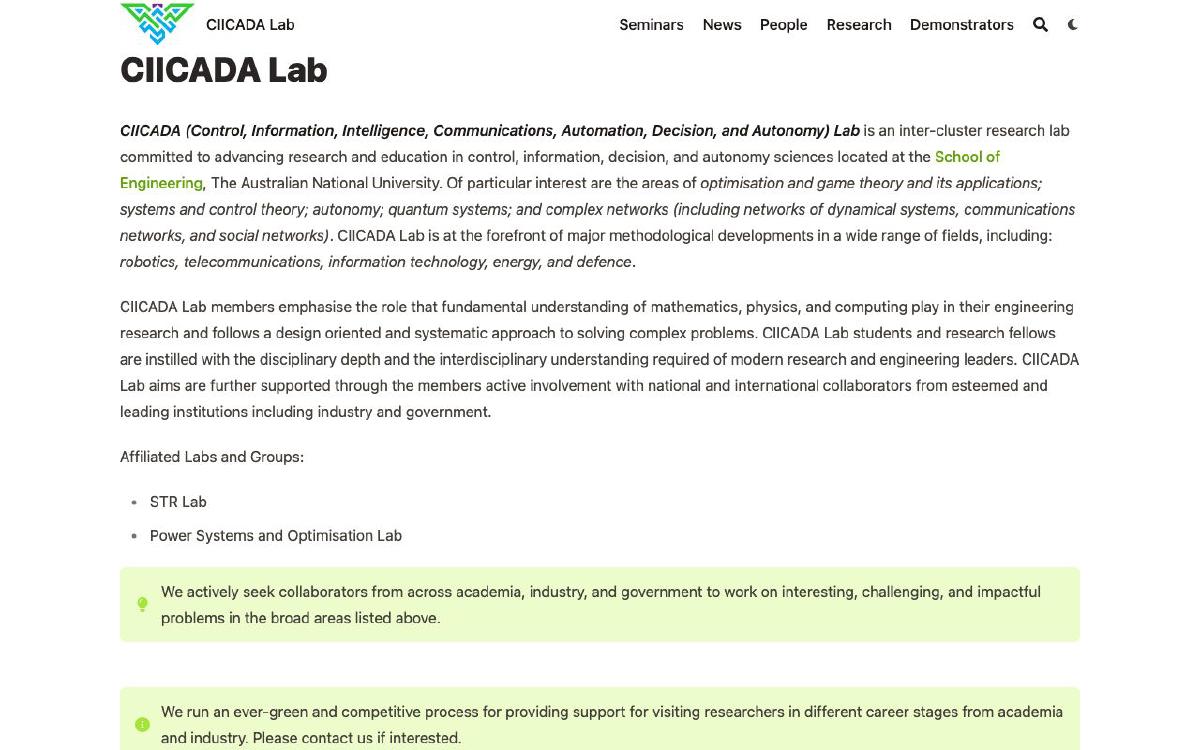 CIICADA Lab
Seminars News People Research Demonstrators
CIICADA Lab
CIICADA (Control, Information, Intelligence, Communications, Automation, Decision, and Autonomy) Lab is an inter-cluster research lab
committed to advancing research and education in control, information, decision, and autonomy sciences located at the School of
Engineering, The Australian National University. Of particular interest are the areas of optimisation and game theory and its applications;
systems and control theory; autonomy; quantum systems; and complex networks (including networks of dynamical systems, communications
networks, and social networks). CIICADA Lab is at the forefront of major methodological developments in a wide range of fields, including:
robotics, telecommunications, information technology, energy, and defence.
CIICADA Lab members emphasise the role that fundamental understanding of mathematics, physics, and computing play in their engineering
research and follows a design oriented and systematic approach to solving complex problems. CIICADA Lab students and research fellows
are instilled with the disciplinary depth and the interdisciplinary understanding required of modern research and engineering leaders. CIICADA
Lab aims are further supported through the members active involvement with national and international collaborators from esteemed and
leading institutions including industry and government.
Affiliated Labs and Groups:
• STR Lab
• Power Systems and Optimisation Lab
We actively seek collaborators from across academia, industry, and government to work on interesting, challenging, and impactful
problems in the broad areas listed above.
We run an ever-green and competitive process for providing support for visiting researchers in different career stages from academia
and industry. Please contact us if interested.